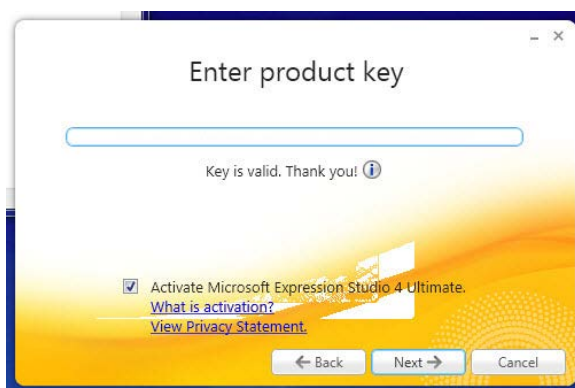 Enter product key
Key is valid. Thank you!
Activate Microsoft Expression Studio 4 Ultimate.
What is activation?
View Privacy Statement.
Back
Next
Cancel